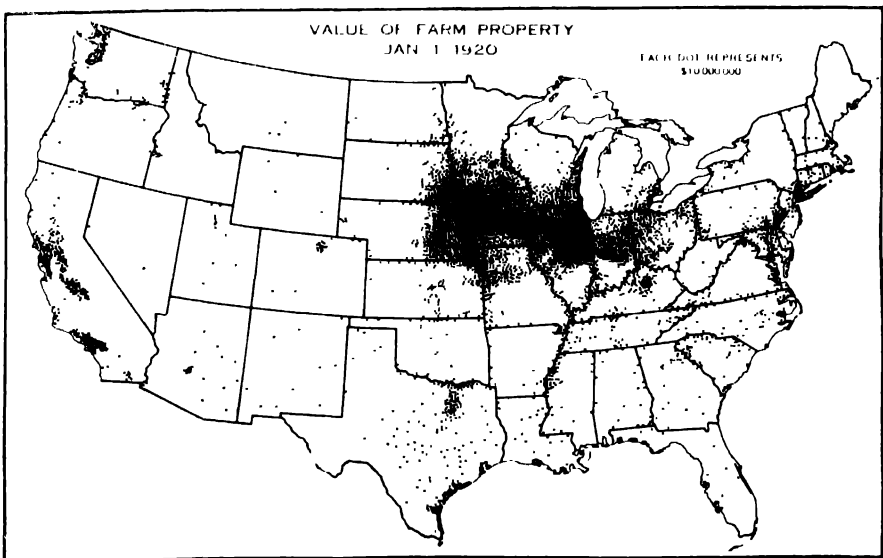 VALUE OF FARM PROPERTY
JAN 1 1920
EACH DOT REPRESENTS
$10 000 000